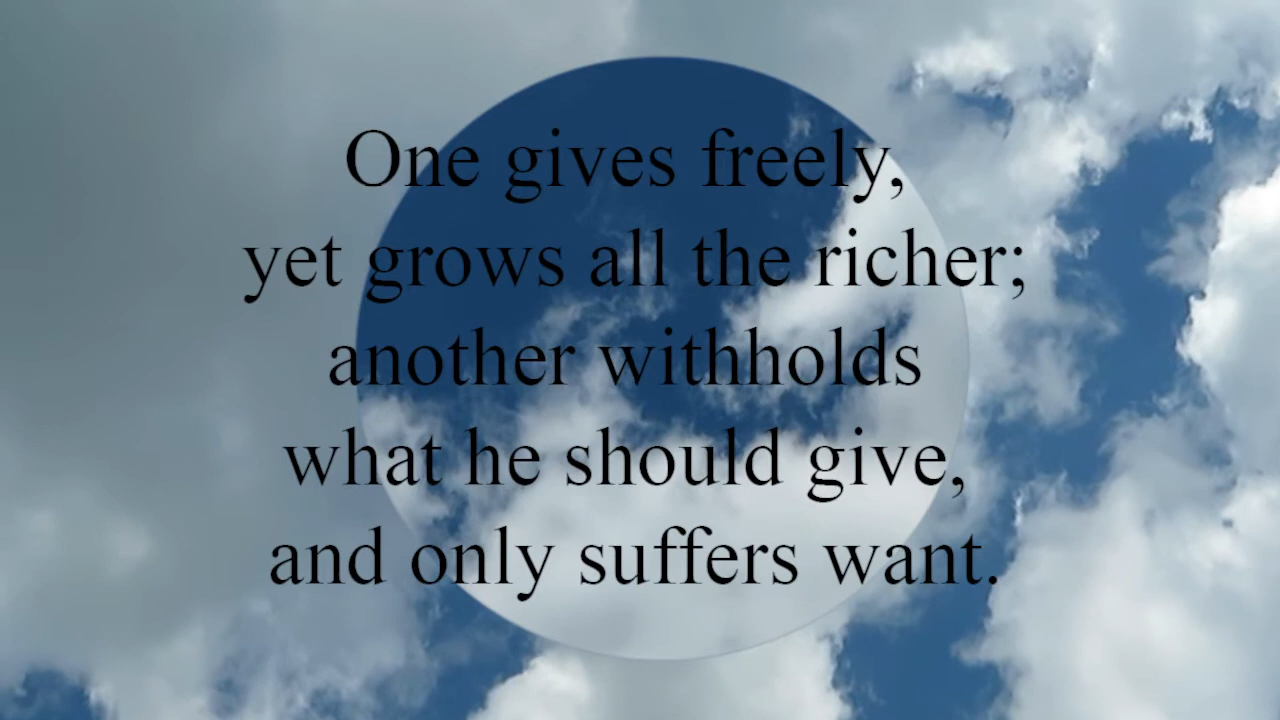 One gives freely,
yet grows all the richer;
another withholds
what he should give,
and only suffers want.